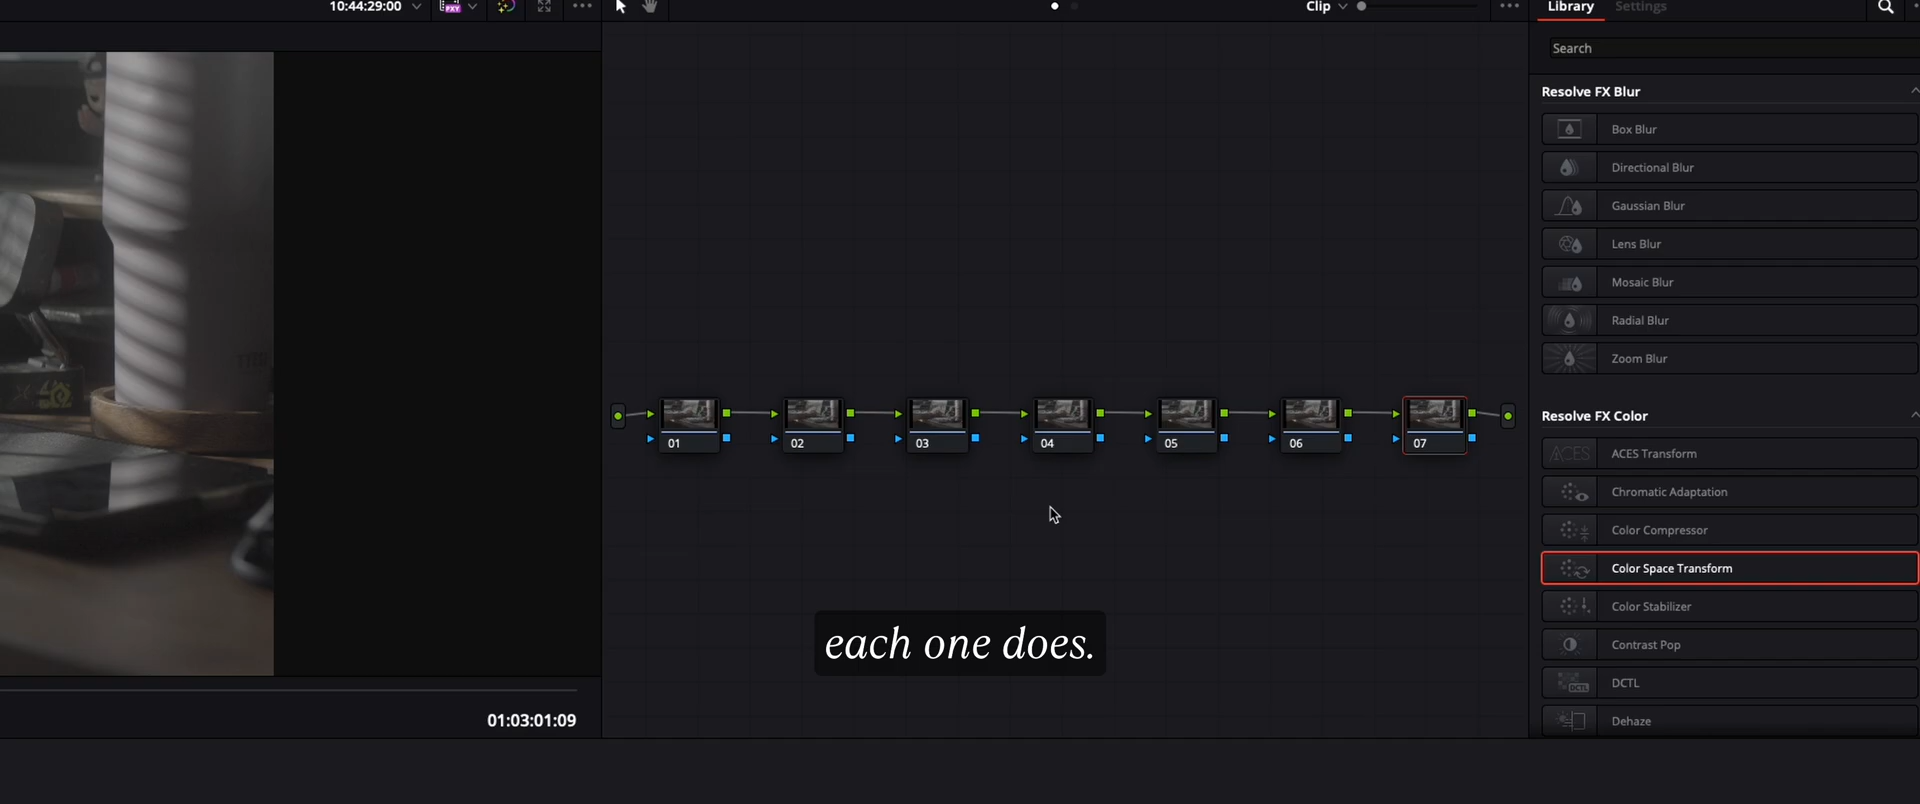 10:44:29:00
Clip
Library Settings
Search
Resolve FX Blur
Box Blur
Directional Blur
Gaussian Blur
Lens Blur
Mosaic Blur
Radial Blur
Zoom Blur
01 02 03 04 05 06 07
Resolve FX Color
ACES ACES Transform
Chromatic Adaptation
Color Compressor
Color Space Transform
Color Stabilizer
Contrast Pop
DCTL DCTL
Dehaze
each one does.
01:03:01:09